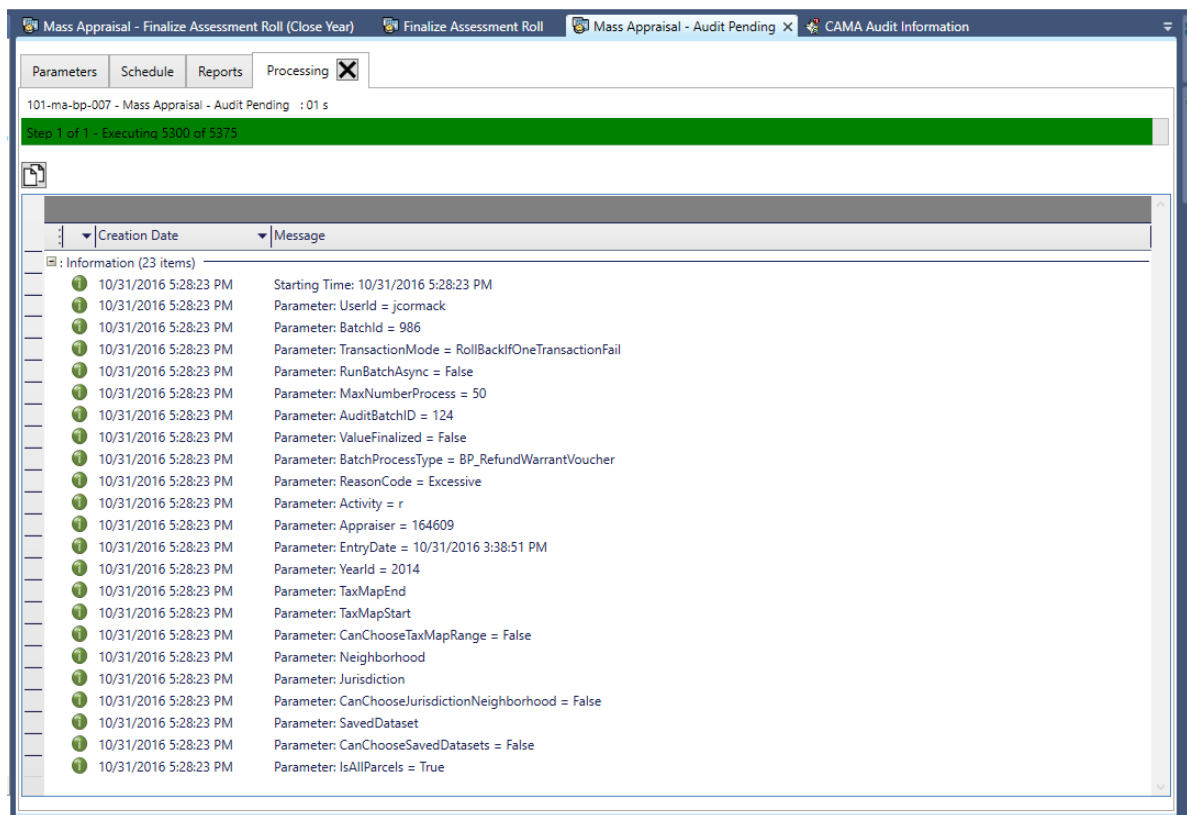 Mass Appraisal - Finalize Assessment Roll (Close Year) Finalize Assessment Roll Mass Appraisal - Audit Pending CAMA Audit Information
Parameters Schedule Reports Processing
101-ma-bp-007 - Mass Appraisal - Audit Pending : 01 s
Step 1 of 1 - Executing 5300 of 5375
: Creation Date Message
: Information (23 items)
10/31/2016 5:28:23 PM Starting Time: 10/31/2016 5:28:23 PM
10/31/2016 5:28:23 PM Parameter: UserId = jcormack
10/31/2016 5:28:23 PM Parameter: BatchId = 986
10/31/2016 5:28:23 PM Parameter: TransactionMode = RollBackIfOneTransactionFail
10/31/2016 5:28:23 PM Parameter: RunBatchAsync = False
10/31/2016 5:28:23 PM Parameter: MaxNumberProcess = 50
10/31/2016 5:28:23 PM Parameter: AuditBatchID = 124
10/31/2016 5:28:23 PM Parameter: ValueFinalized = False
10/31/2016 5:28:23 PM Parameter: BatchProcessType = BP_RefundWarrantVoucher
10/31/2016 5:28:23 PM Parameter: ReasonCode = Excessive
10/31/2016 5:28:23 PM Parameter: Activity = r
10/31/2016 5:28:23 PM Parameter: Appraiser = 164609
10/31/2016 5:28:23 PM Parameter: EntryDate = 10/31/2016 3:38:51 PM
10/31/2016 5:28:23 PM Parameter: YearId = 2014
10/31/2016 5:28:23 PM Parameter: TaxMapEnd
10/31/2016 5:28:23 PM Parameter: TaxMapStart
10/31/2016 5:28:23 PM Parameter: CanChooseTaxMapRange = False
10/31/2016 5:28:23 PM Parameter: Neighborhood
10/31/2016 5:28:23 PM Parameter: Jurisdiction
10/31/2016 5:28:23 PM Parameter: CanChooseJurisdictionNeighborhood = False
10/31/2016 5:28:23 PM Parameter: SavedDataset
10/31/2016 5:28:23 PM Parameter: CanChooseSavedDatasets = False
10/31/2016 5:28:23 PM Parameter: IsAllParcels = True